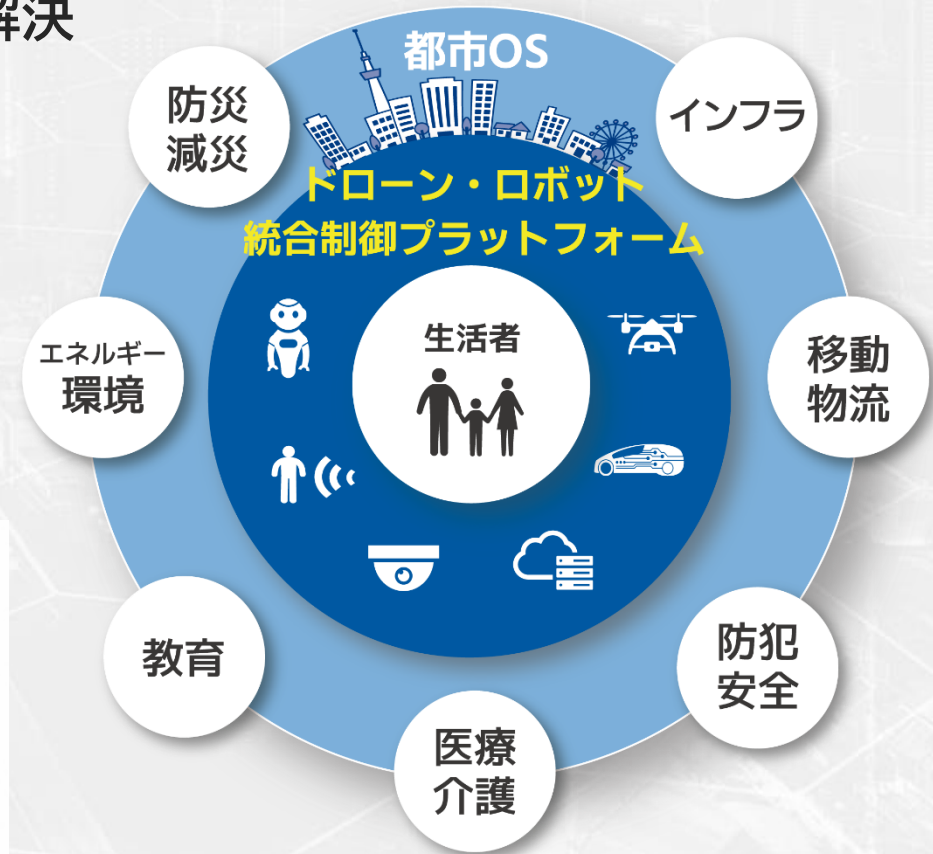 解決
都市OS
防災
減災
インフラ
ドローン・ロボット
統合制御プラットフォーム
生活者
エネルギー
環境
移動
物流
教育
防犯
安全
医療
介護